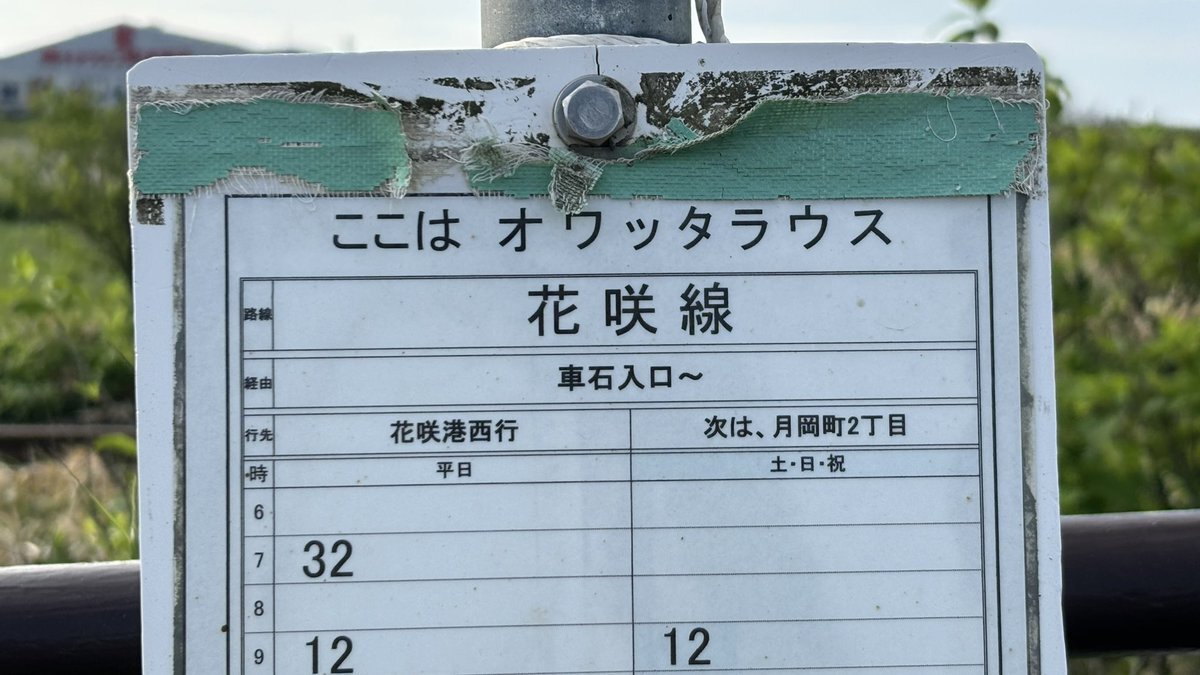 ここは オワッタラウス
路線 花咲線
経由 車石入口～
行先 花咲港西行 次は、月岡町2丁目
時 平日 土・日・祝
6
7 32
8
9 12 12